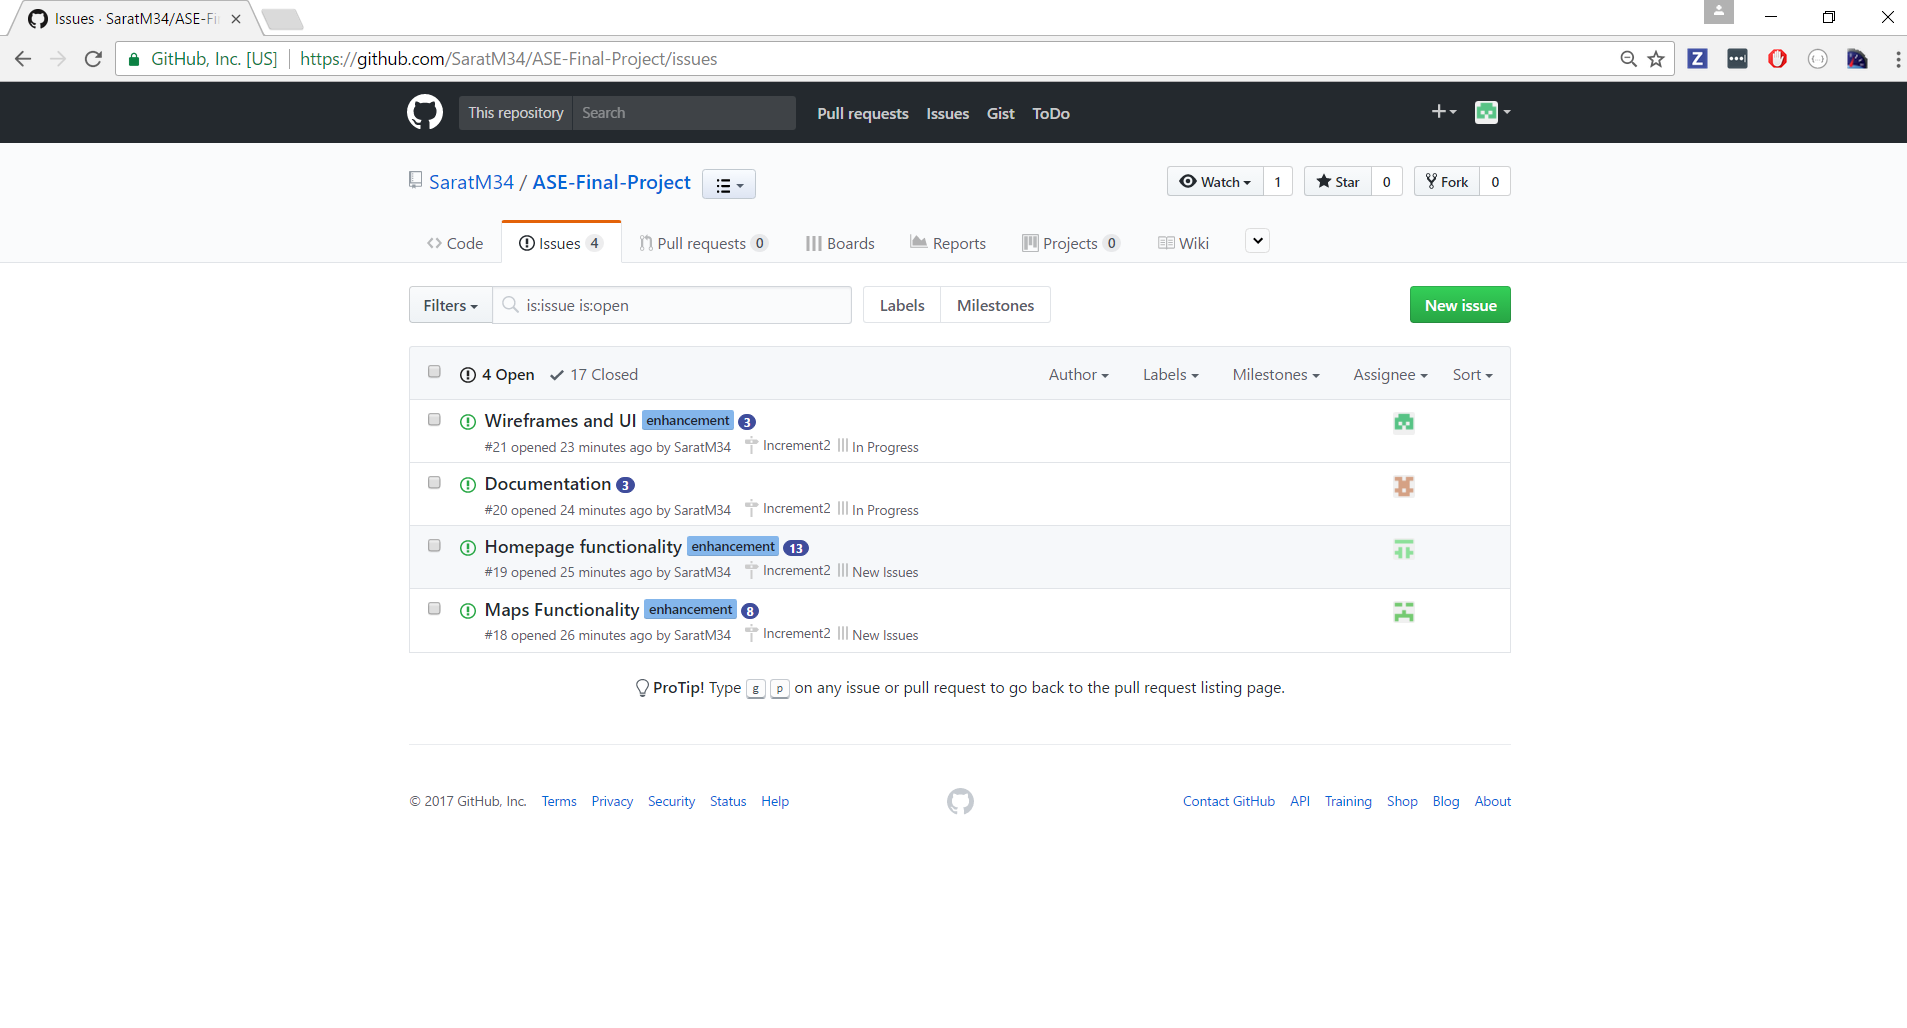 Issues · SaratM34/ASE-Fi
GitHub, Inc. [US] https://github.com/SaratM34/ASE-Final-Project/issues
Z
This repository Search Pull requests Issues Gist ToDo
SaratM34 / ASE-Final-Project Watch 1 Star 0 Fork 0
Code Issues 4 Pull requests 0 Boards Reports Projects 0 Wiki
Filters is:issue is:open Labels Milestones New issue
4 Open 17 Closed Author Labels Milestones Assignee Sort
Wireframes and UI enhancement 3
#21 opened 23 minutes ago by SaratM34 Increment2 In Progress
Documentation 3
#20 opened 24 minutes ago by SaratM34 Increment2 In Progress
Homepage functionality enhancement 13
#19 opened 25 minutes ago by SaratM34 Increment2 New Issues
Maps Functionality enhancement 8
#18 opened 26 minutes ago by SaratM34 Increment2 New Issues
ProTip! Type g p on any issue or pull request to go back to the pull request listing page.
© 2017 GitHub, Inc. Terms Privacy Security Status Help Contact GitHub API Training Shop Blog About